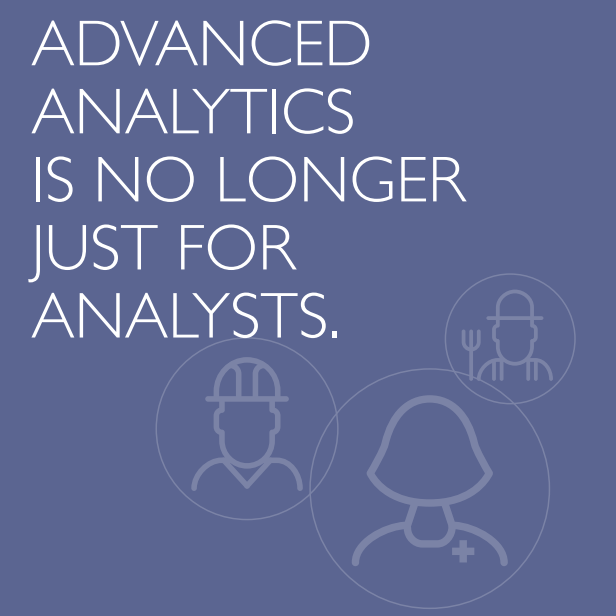 ADVANCED
ANALYTICS
IS NO LONGER
JUST FOR
ANALYSTS.